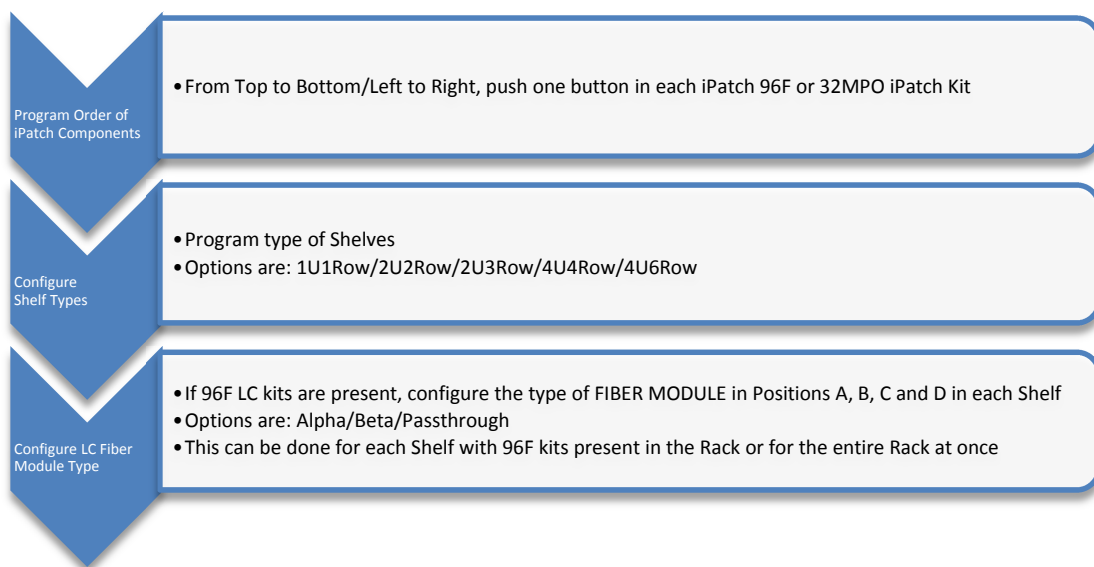 Program Order of
iPatch Components
•From Top to Bottom/Left to Right, push one button in each iPatch 96F or 32MPO iPatch Kit
Configure
Shelf Types
•Program type of Shelves
•Options are: 1U1Row/2U2Row/2U3Row/4U4Row/4U6Row
Configure LC Fiber
Module Type
•If 96F LC kits are present, configure the type of FIBER MODULE in Positions A, B, C and D in each Shelf
•Options are: Alpha/Beta/Passthrough
•This can be done for each Shelf with 96F kits present in the Rack or for the entire Rack at once